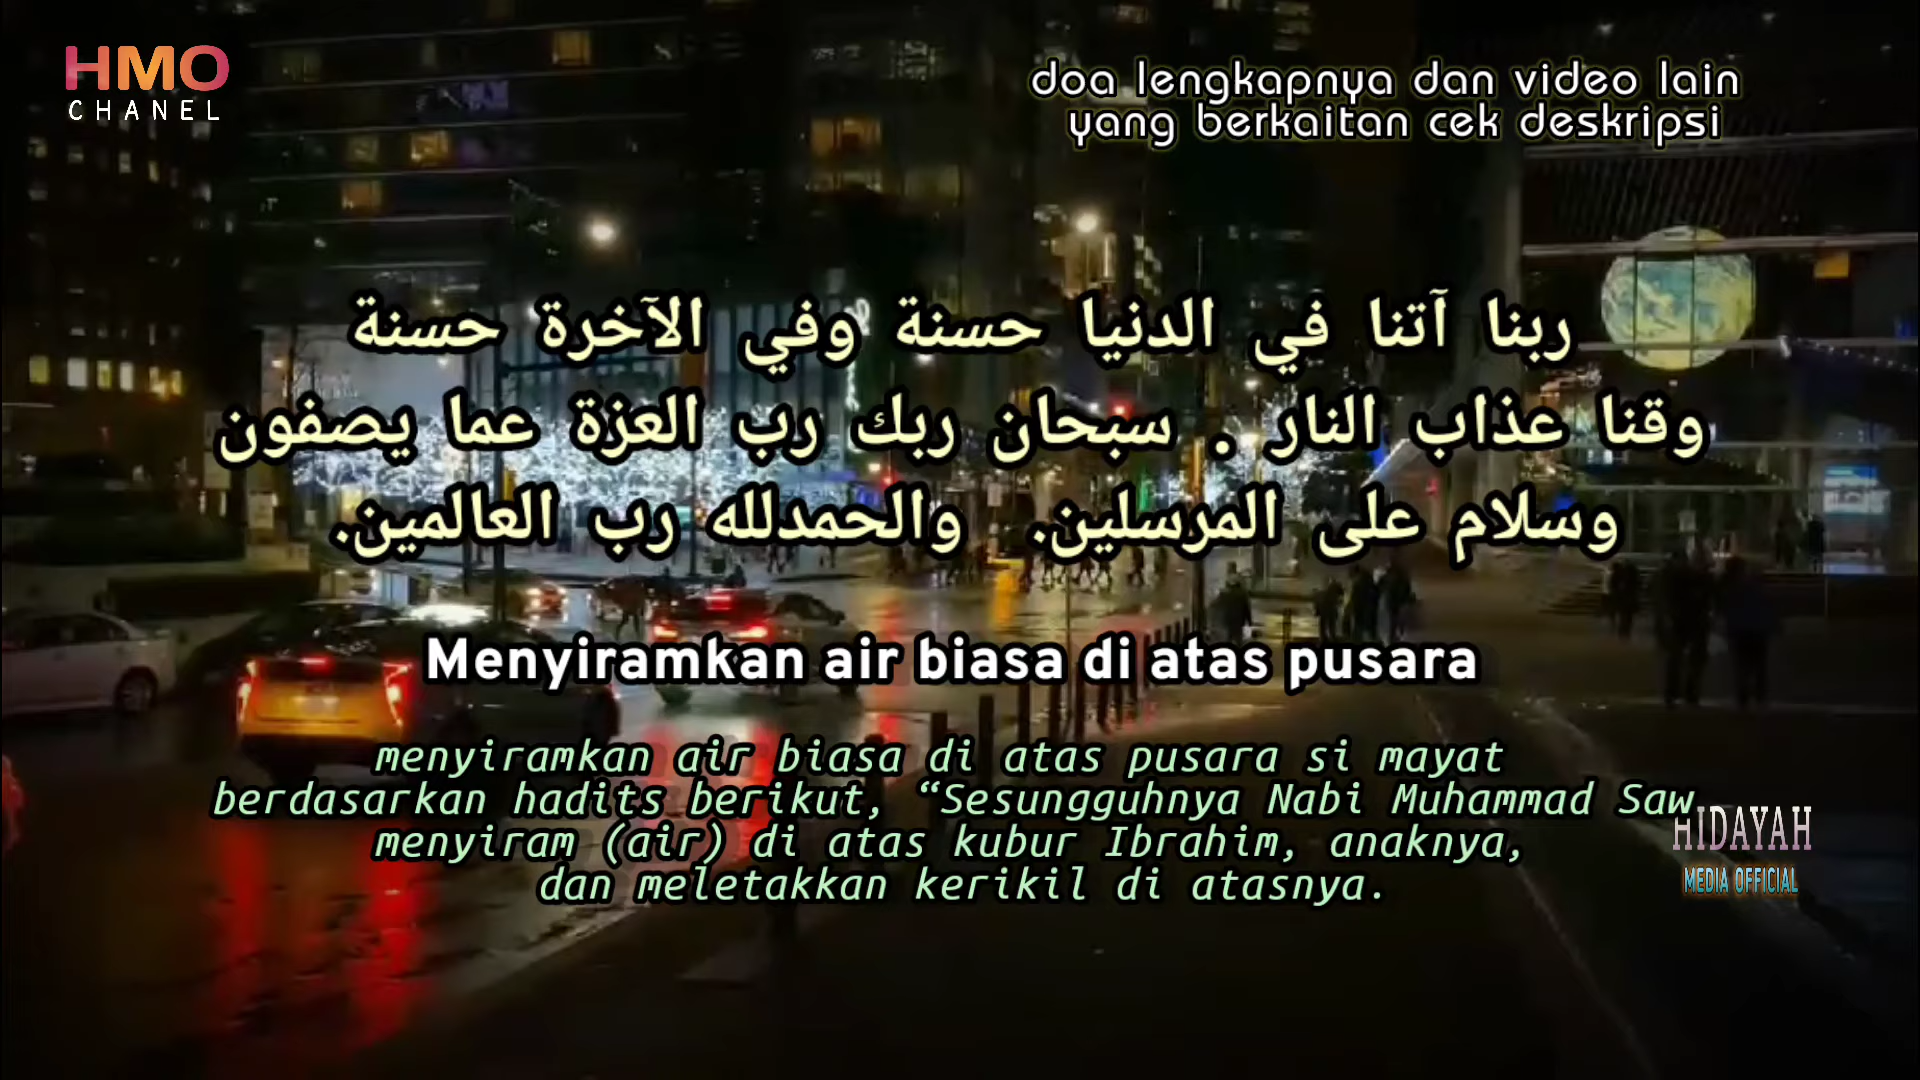 HMO
CHANEL
doa lengkapnya dan video lain
yang berkaitan cek deskripsi
ربنا آتنا في الدنيا حسنة وفي الآخرة حسنة
وقنا عذاب النار . سبحان ربك رب العزة عما يصفون
وسلام على المرسلين. والحمدلله رب العالمين.
Menyiramkan air biasa di atas pusara
menyiramkan air biasa di atas pusara si mayat
berdasarkan hadits berikut, “Sesungguhnya Nabi Muhammad Saw
menyiram (air) di atas kubur Ibrahim, anaknya,
dan meletakkan kerikil di atasnya.
HIDAYAH
MEDIA OFFICIAL